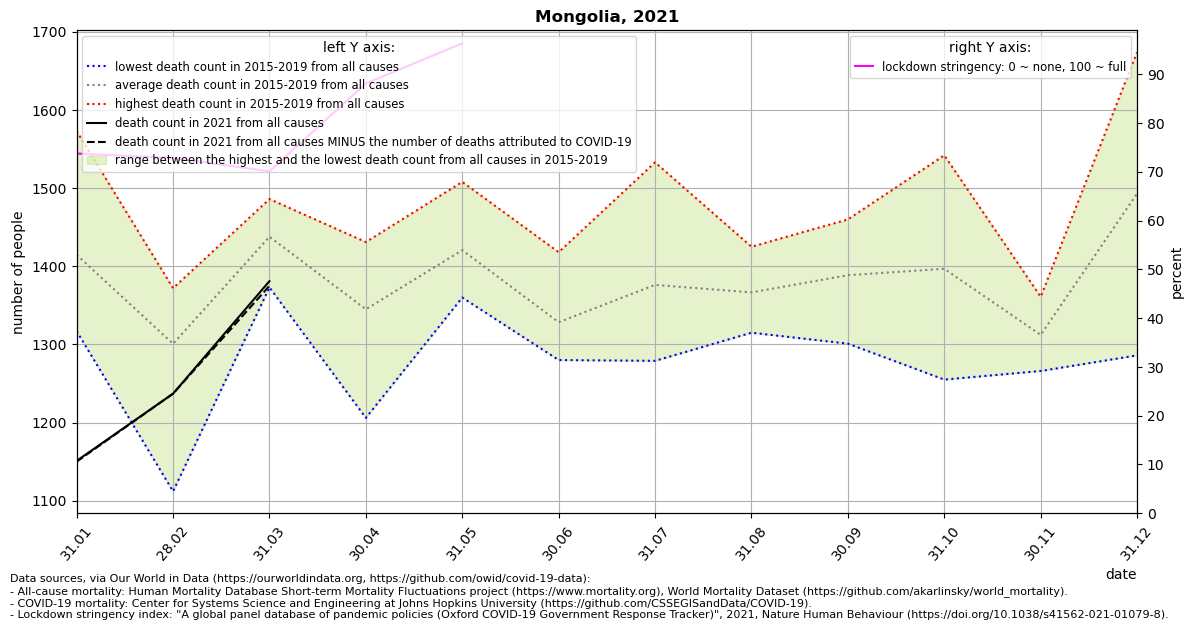 Mongolia, 2021
left Y axis:
lowest death count in 2015-2019 from all causes
average death count in 2015-2019 from all causes
highest death count in 2015-2019 from all causes
death count in 2021 from all causes
death count in 2021 from all causes MINUS the number of deaths attributed to COVID-19
range between the highest and the lowest death count from all causes in 2015-2019
right Y axis:
lockdown stringency: 0 ~ none, 100 ~ full
number of people
1700
1600
1500
1400
1300
1200
1100
percent
90
80
70
60
50
40
30
20
10
0
31.01
28.02
31.03
30.04
31.05
30.06
31.07
31.08
30.09
31.10
30.11
31.12
date
Data sources, via Our World in Data (https://ourworldindata.org, https://github.com/owid/covid-19-data):
- All-cause mortality: Human Mortality Database Short-term Mortality Fluctuations project (https://www.mortality.org), World Mortality Dataset (https://github.com/akarlinsky/world_mortality).
- COVID-19 mortality: Center for Systems Science and Engineering at Johns Hopkins University (https://github.com/CSSEGISandData/COVID-19).
- Lockdown stringency index: "A global panel database of pandemic policies (Oxford COVID-19 Government Response Tracker)", 2021, Nature Human Behaviour (https://doi.org/10.1038/s41562-021-01079-8).